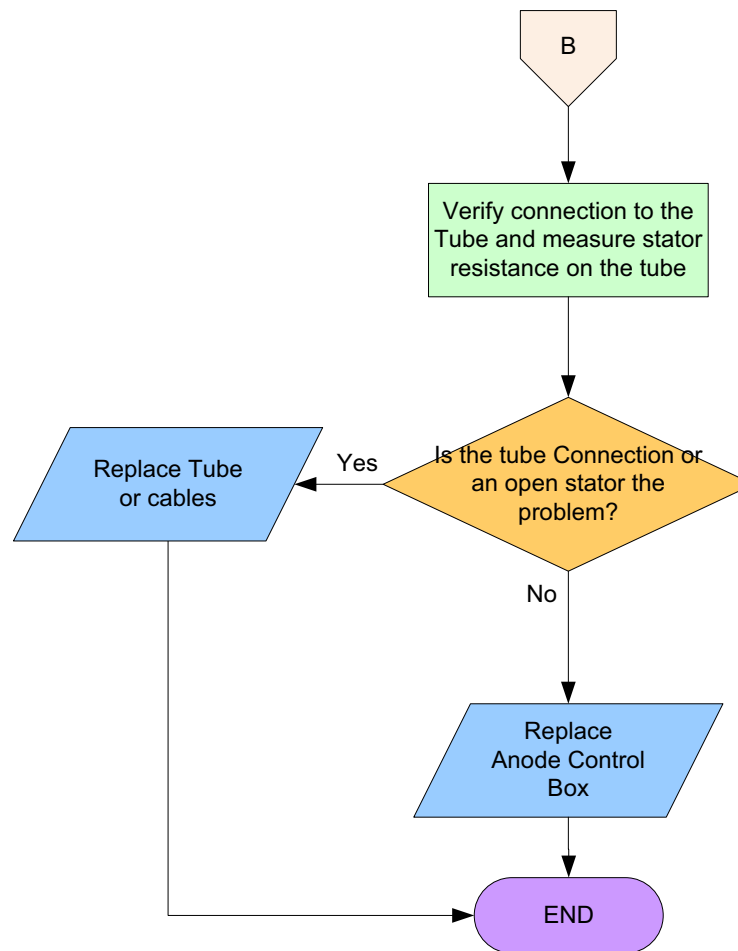 B
Verify connection to the
Tube and measure stator
resistance on the tube
Is the tube Connection or
an open stator the
problem?
Yes
Replace Tube
or cables
No
Replace
Anode Control
Box
END